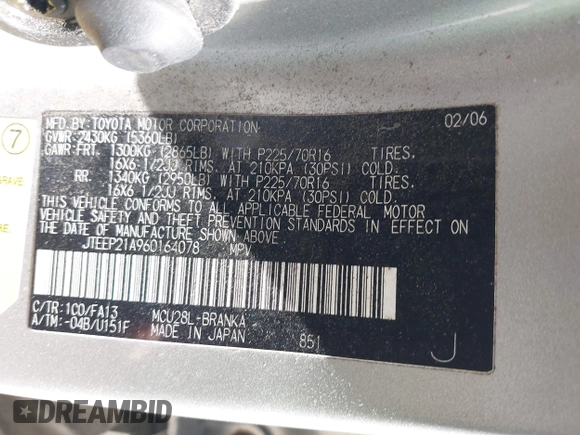 MFD. BY: TOYOTA MOTOR CORPORATION 02/06
GVWR: 2430KG (5360LB)
GAWR: FRT. 1300KG (2865LB) WITH P225/70R16 TIRES.
16X6 1/2JJ RIMS, AT 210KPA (30PSI) COLD.
RR. 1340KG (2950LB) WITH P225/70R16 TIRES.
16X6 1/2JJ RIMS, AT 210KPA (30PSI) COLD.
THIS VEHICLE CONFORMS TO ALL APPLICABLE FEDERAL MOTOR
VEHICLE SAFETY AND THEFT PREVENTION STANDARDS IN EFFECT ON
THE DATE OF MANUFACTURE SHOWN ABOVE.
JTEEP21A960164078 MPV
C/TR: 1C0/FA13 MCU28L-BRANKA
A/TM: -04B/U151F MADE IN JAPAN 851 J
7
DREAMBID